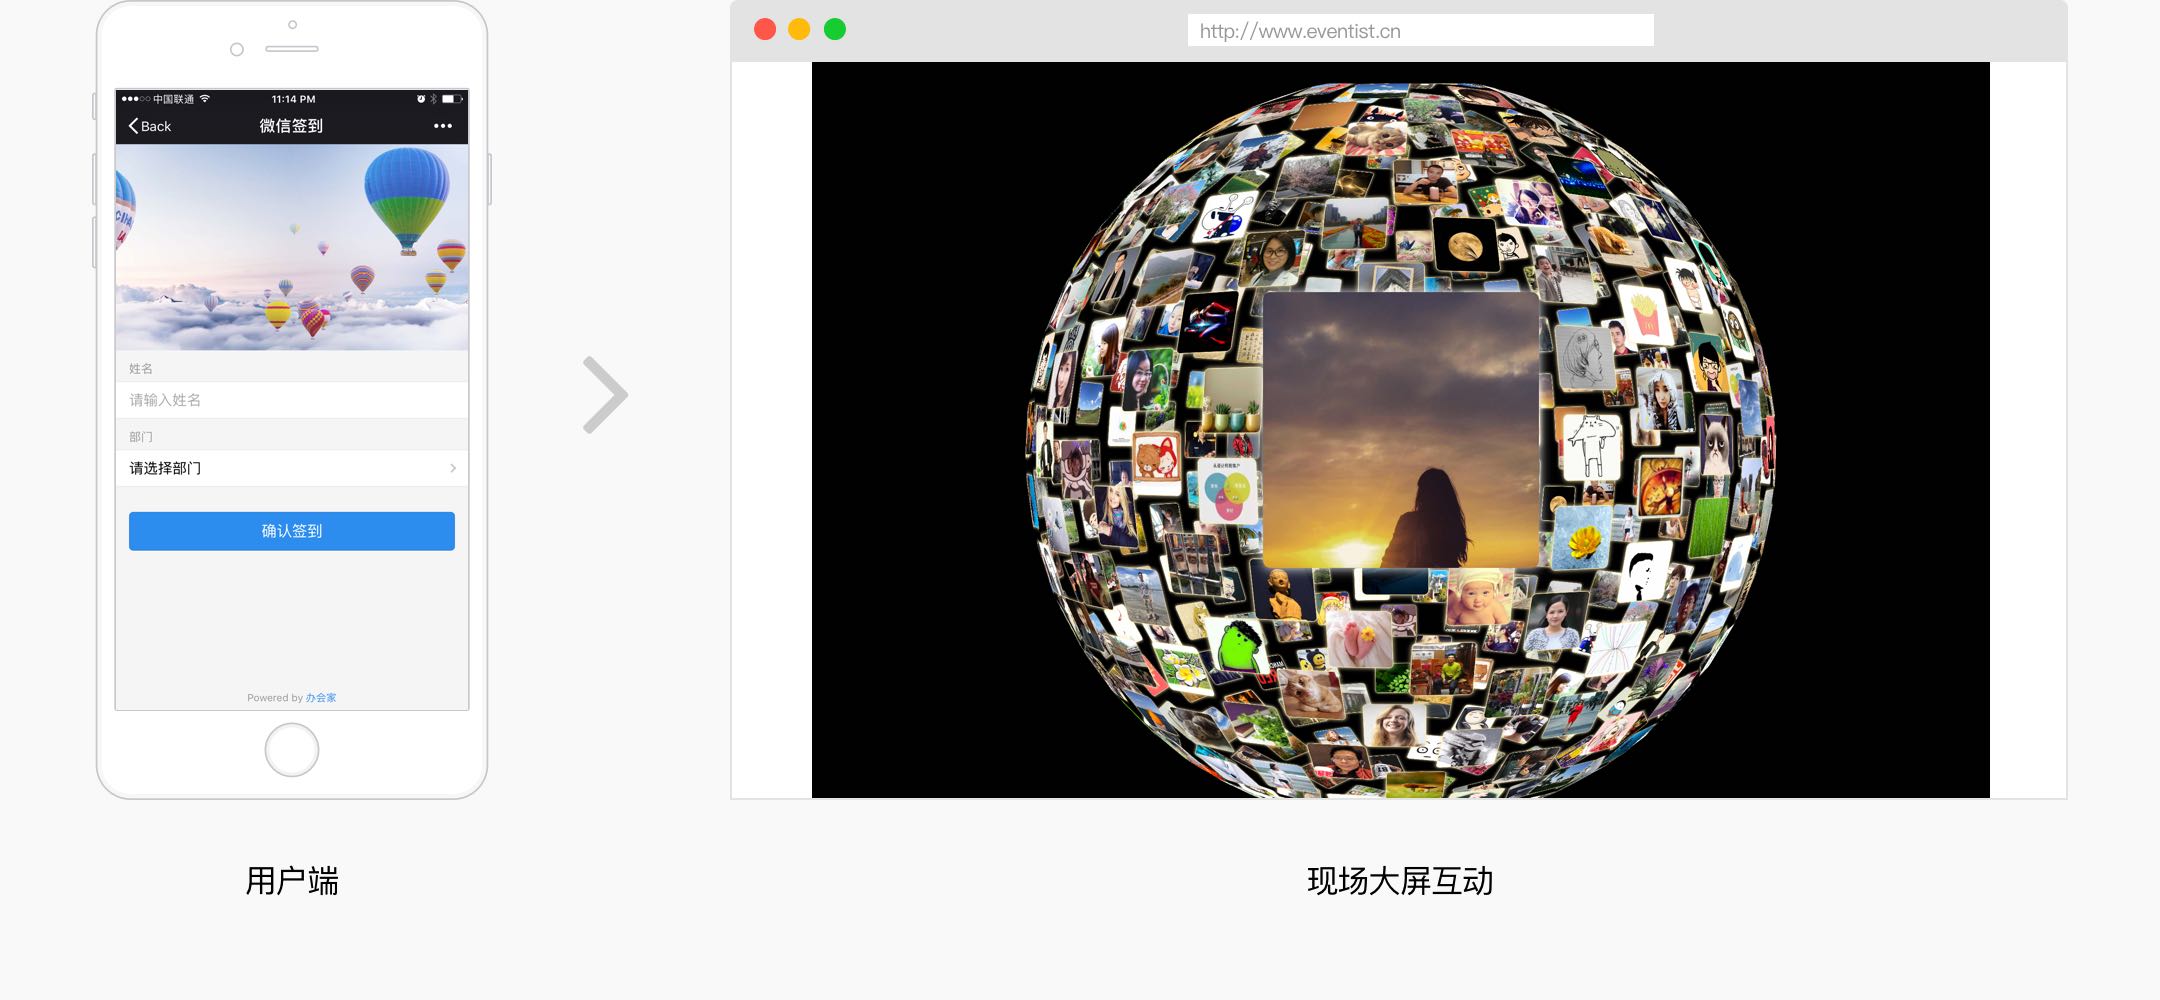 中国联通
11:14 PM
Back
微信签到
姓名
请输入姓名
部门
请选择部门
确认签到
Powered by 办会家
http://www.eventist.cn
用户端
现场大屏互动